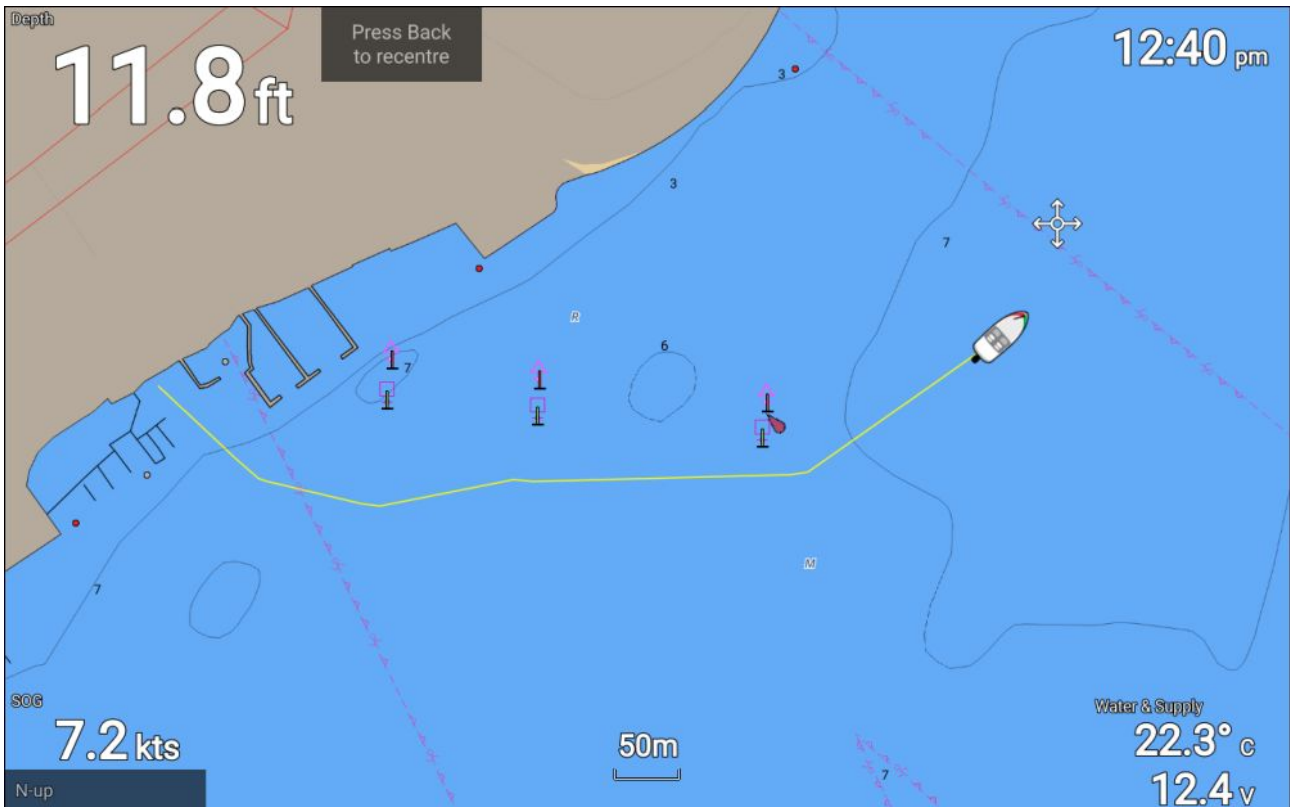 Depth
11.8 ft
Press Back
to recentre
12:40 pm
3
3
7
R
6
7
M
7
SOG
7.2 kts
50m
Water & Supply
22.3° c
7
12.4 v
N-up